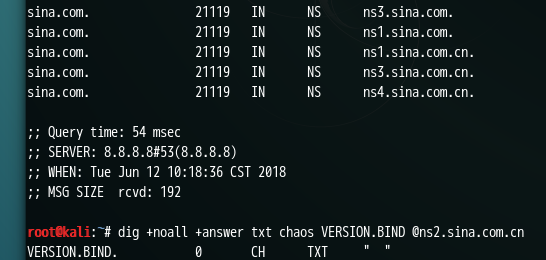 sina.com. 21119 IN NS ns3.sina.com.
sina.com. 21119 IN NS ns1.sina.com.
sina.com. 21119 IN NS ns1.sina.com.cn.
sina.com. 21119 IN NS ns3.sina.com.cn.
sina.com. 21119 IN NS ns4.sina.com.cn.
;; Query time: 54 msec
;; SERVER: 8.8.8.8#53(8.8.8.8)
;; WHEN: Tue Jun 12 10:18:36 CST 2018
;; MSG SIZE rcvd: 192
root@kali:~# dig +noall +answer txt chaos VERSION.BIND @ns2.sina.com.cn
VERSION.BIND. 0 CH TXT " "